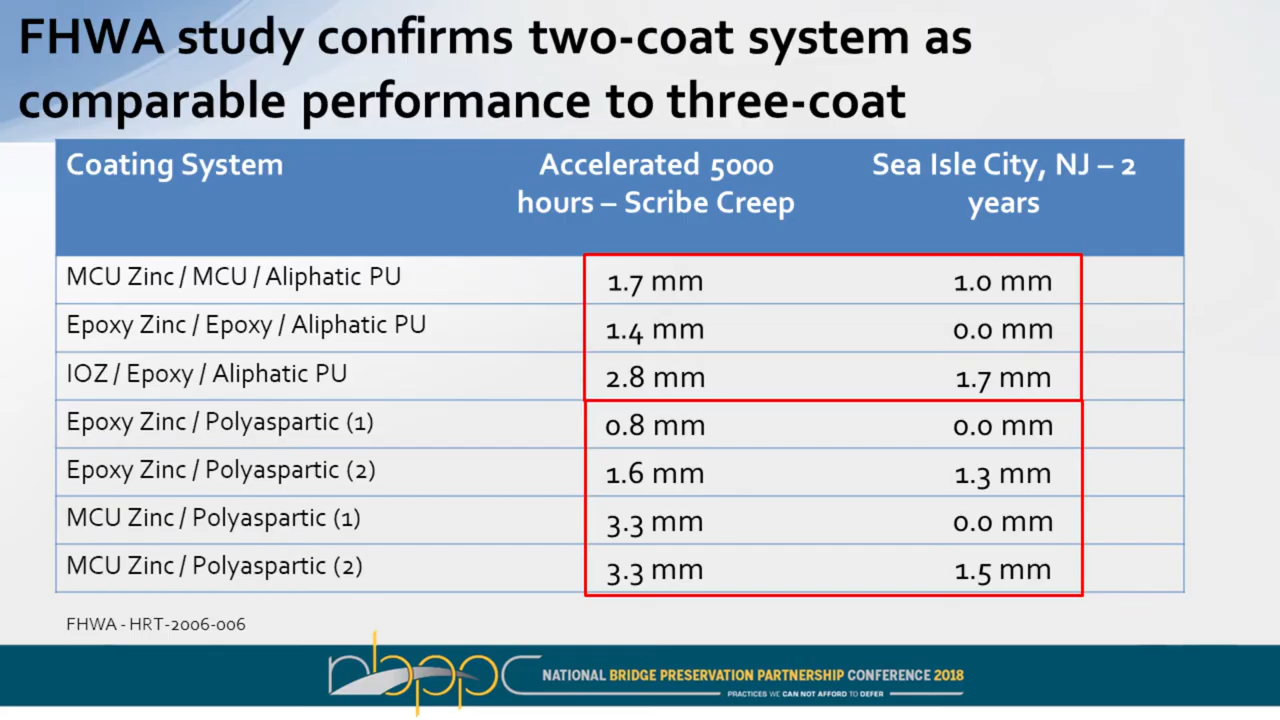 FHWA study confirms two-coat system as
comparable performance to three-coat
Coating System
Accelerated 5000
hours – Scribe Creep
Sea Isle City, NJ – 2
years
MCU Zinc / MCU / Aliphatic PU 1.7 mm 1.0 mm
Epoxy Zinc / Epoxy / Aliphatic PU 1.4 mm 0.0 mm
IOZ / Epoxy / Aliphatic PU 2.8 mm 1.7 mm
Epoxy Zinc / Polyaspartic (1) 0.8 mm 0.0 mm
Epoxy Zinc / Polyaspartic (2) 1.6 mm 1.3 mm
MCU Zinc / Polyaspartic (1) 3.3 mm 0.0 mm
MCU Zinc / Polyaspartic (2) 3.3 mm 1.5 mm
FHWA - HRT-2006-006
nbppc
NATIONAL BRIDGE PRESERVATION PARTNERSHIP CONFERENCE 2018
PRACTICES WE CAN NOT AFFORD TO DEFER